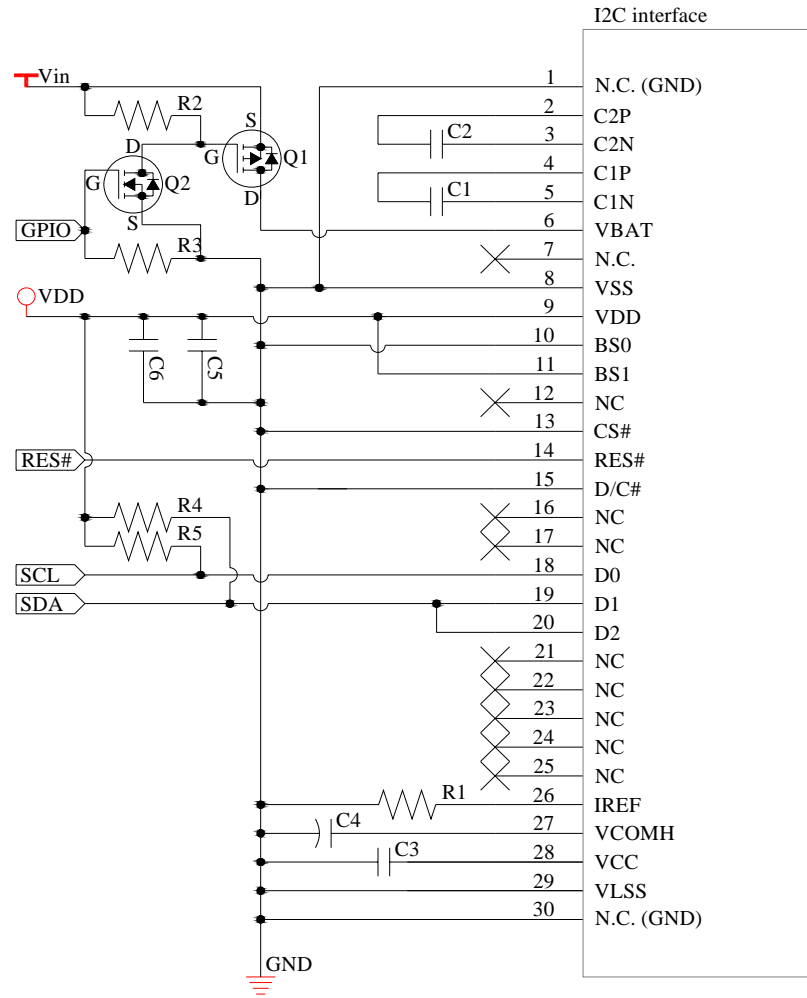 I2C interface
Vin
1 N.C. (GND)
R2
2 C2P
S
C2
3 C2N
D
G
Q1
4 C1P
G
Q2
D
C1
5 C1N
S
GPIO
6 VBAT
R3
7 N.C.
8 VSS
VDD
9 VDD
10 BS0
C6
C5
11 BS1
12 NC
13 CS#
RES#
14 RES#
15 D/C#
R4
16 NC
R5
17 NC
SCL
18 D0
SDA
19 D1
20 D2
21 NC
22 NC
23 NC
24 NC
25 NC
R1
26 IREF
C4
27 VCOMH
C3
28 VCC
29 VLSS
30 N.C. (GND)
GND